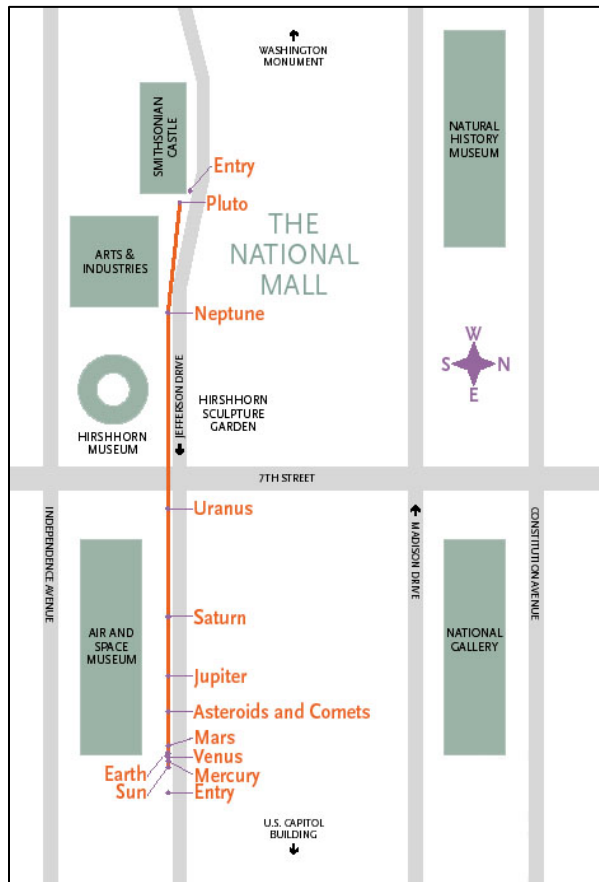 WASHINGTON
MONUMENT
SMITHSONIAN
CASTLE
NATURAL
HISTORY
MUSEUM
Entry
Pluto
THE
NATIONAL
MALL
ARTS &
INDUSTRIES
Neptune
W
S
N
E
JEFFERSON DRIVE
HIRSHHORN
SCULPTURE
GARDEN
HIRSHHORN
MUSEUM
7TH STREET
Uranus
INDEPENDENCE AVENUE
MADISON DRIVE
CONSTITUTION AVENUE
Saturn
AIR AND
SPACE
MUSEUM
NATIONAL
GALLERY
Jupiter
Asteroids and Comets
Mars
Venus
Earth
Mercury
Sun
Entry
U.S. CAPITOL
BUILDING